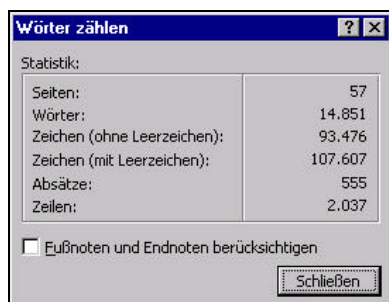 Wörter zählen
Statistik:
Seiten: 57
Wörter: 14.851
Zeichen (ohne Leerzeichen): 93.476
Zeichen (mit Leerzeichen): 107.607
Absätze: 555
Zeilen: 2.037
Fußnoten und Endnoten berücksichtigen
Schließen